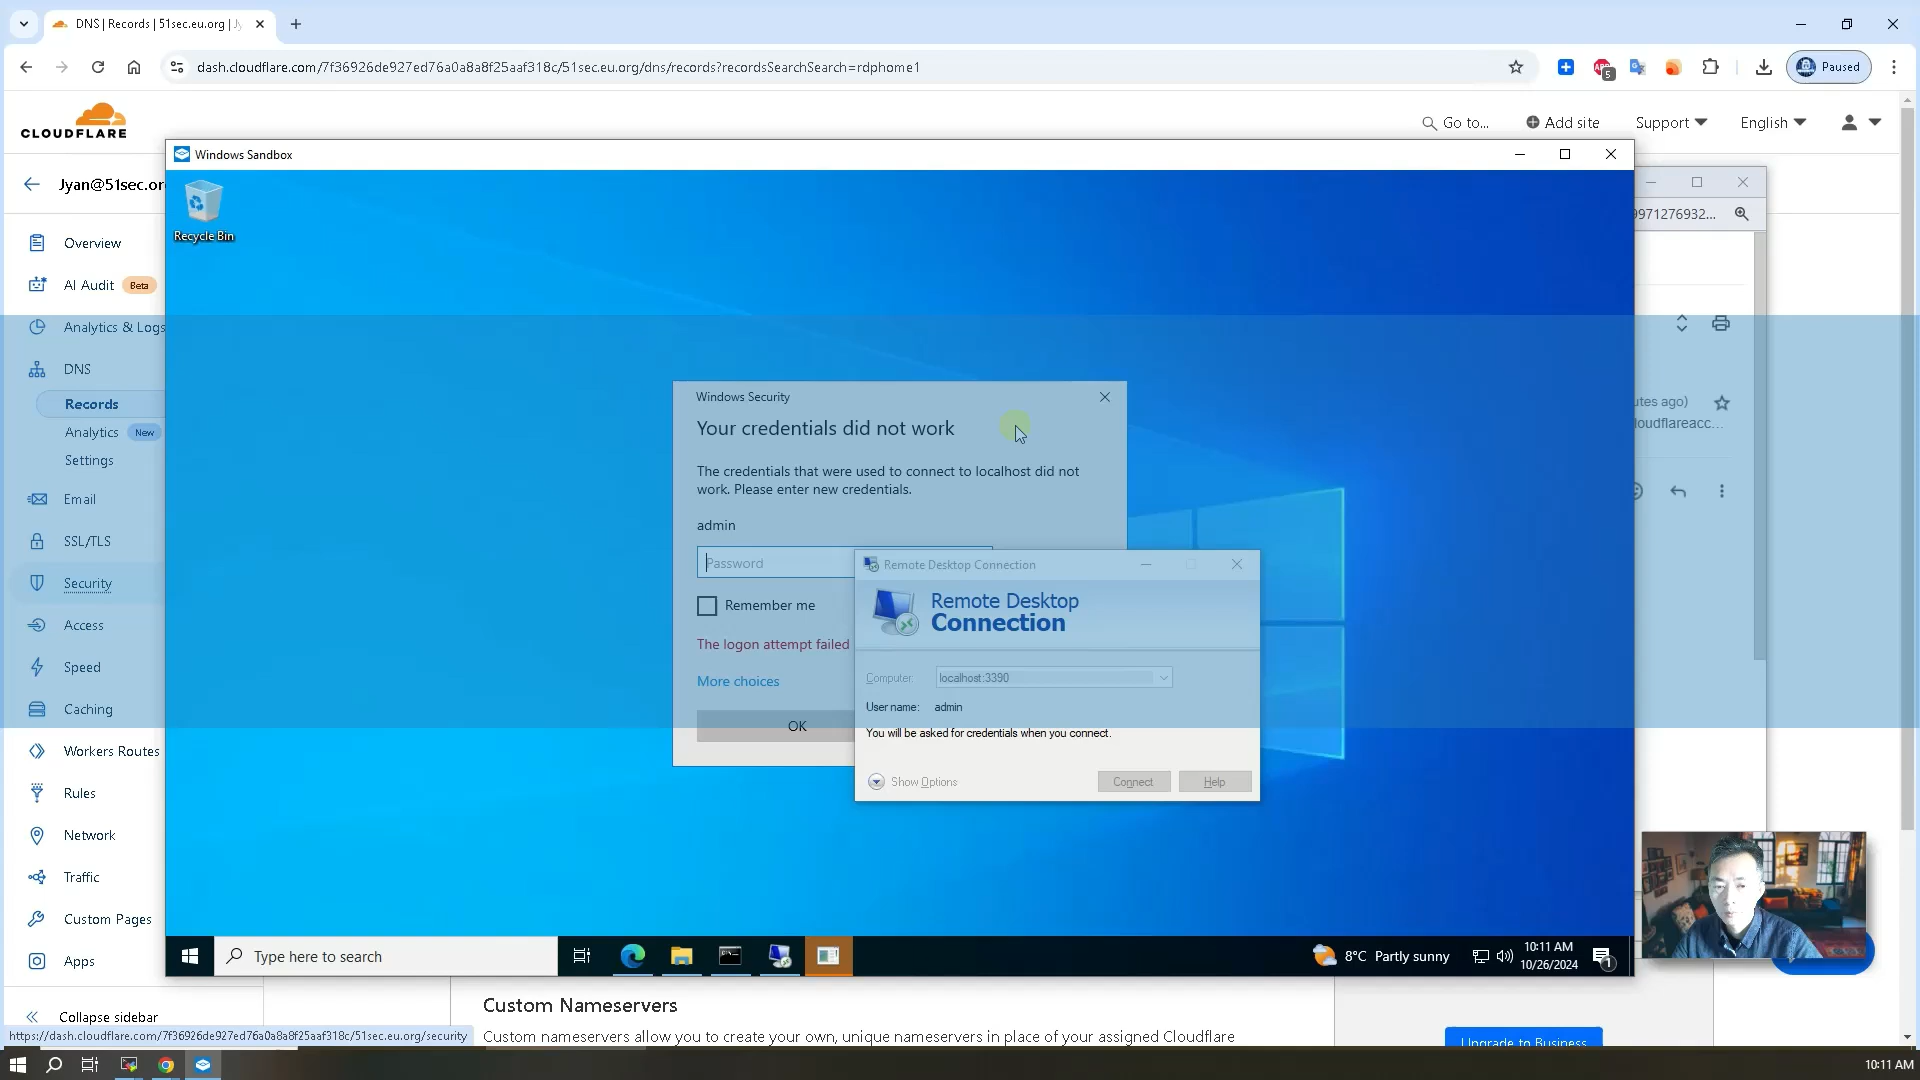 DNS | Records | 51sec.eu.org | Jy
dash.cloudflare.com/7f36926de927ed76a0a8a8f25aaf318c/51sec.eu.org/dns/records?recordsSearchSearch=rdphome1
5
Paused
CLOUDFLARE
Go to...
Add site
Support
English
Jyan@51sec.or
Overview
AI Audit Beta
Analytics & Logs
DNS
Records
Analytics New
Settings
Email
SSL/TLS
Security
Access
Speed
Caching
Workers Routes
Rules
Network
Traffic
Custom Pages
Apps
Collapse sidebar
Windows Sandbox
Recycle Bin
9971276932...
utes ago)
loudflareacc...
Windows Security
Your credentials did not work
The credentials that were used to connect to localhost did not
work. Please enter new credentials.
admin
Password
Remember me
The logon attempt failed
More choices
OK
Remote Desktop Connection
Remote Desktop
Connection
Computer: localhost:3390
User name: admin
You will be asked for credentials when you connect.
Show Options
Connect
Help
Type here to search
8°C Partly sunny
10:11 AM
10/26/2024
1
Custom Nameservers
Custom nameservers allow you to create your own, unique nameservers in place of your assigned Cloudflare
Upgrade to Business
https://dash.cloudflare.com/7f36926de927ed76a0a8a8f25aaf318c/51sec.eu.org/security
10:11 AM